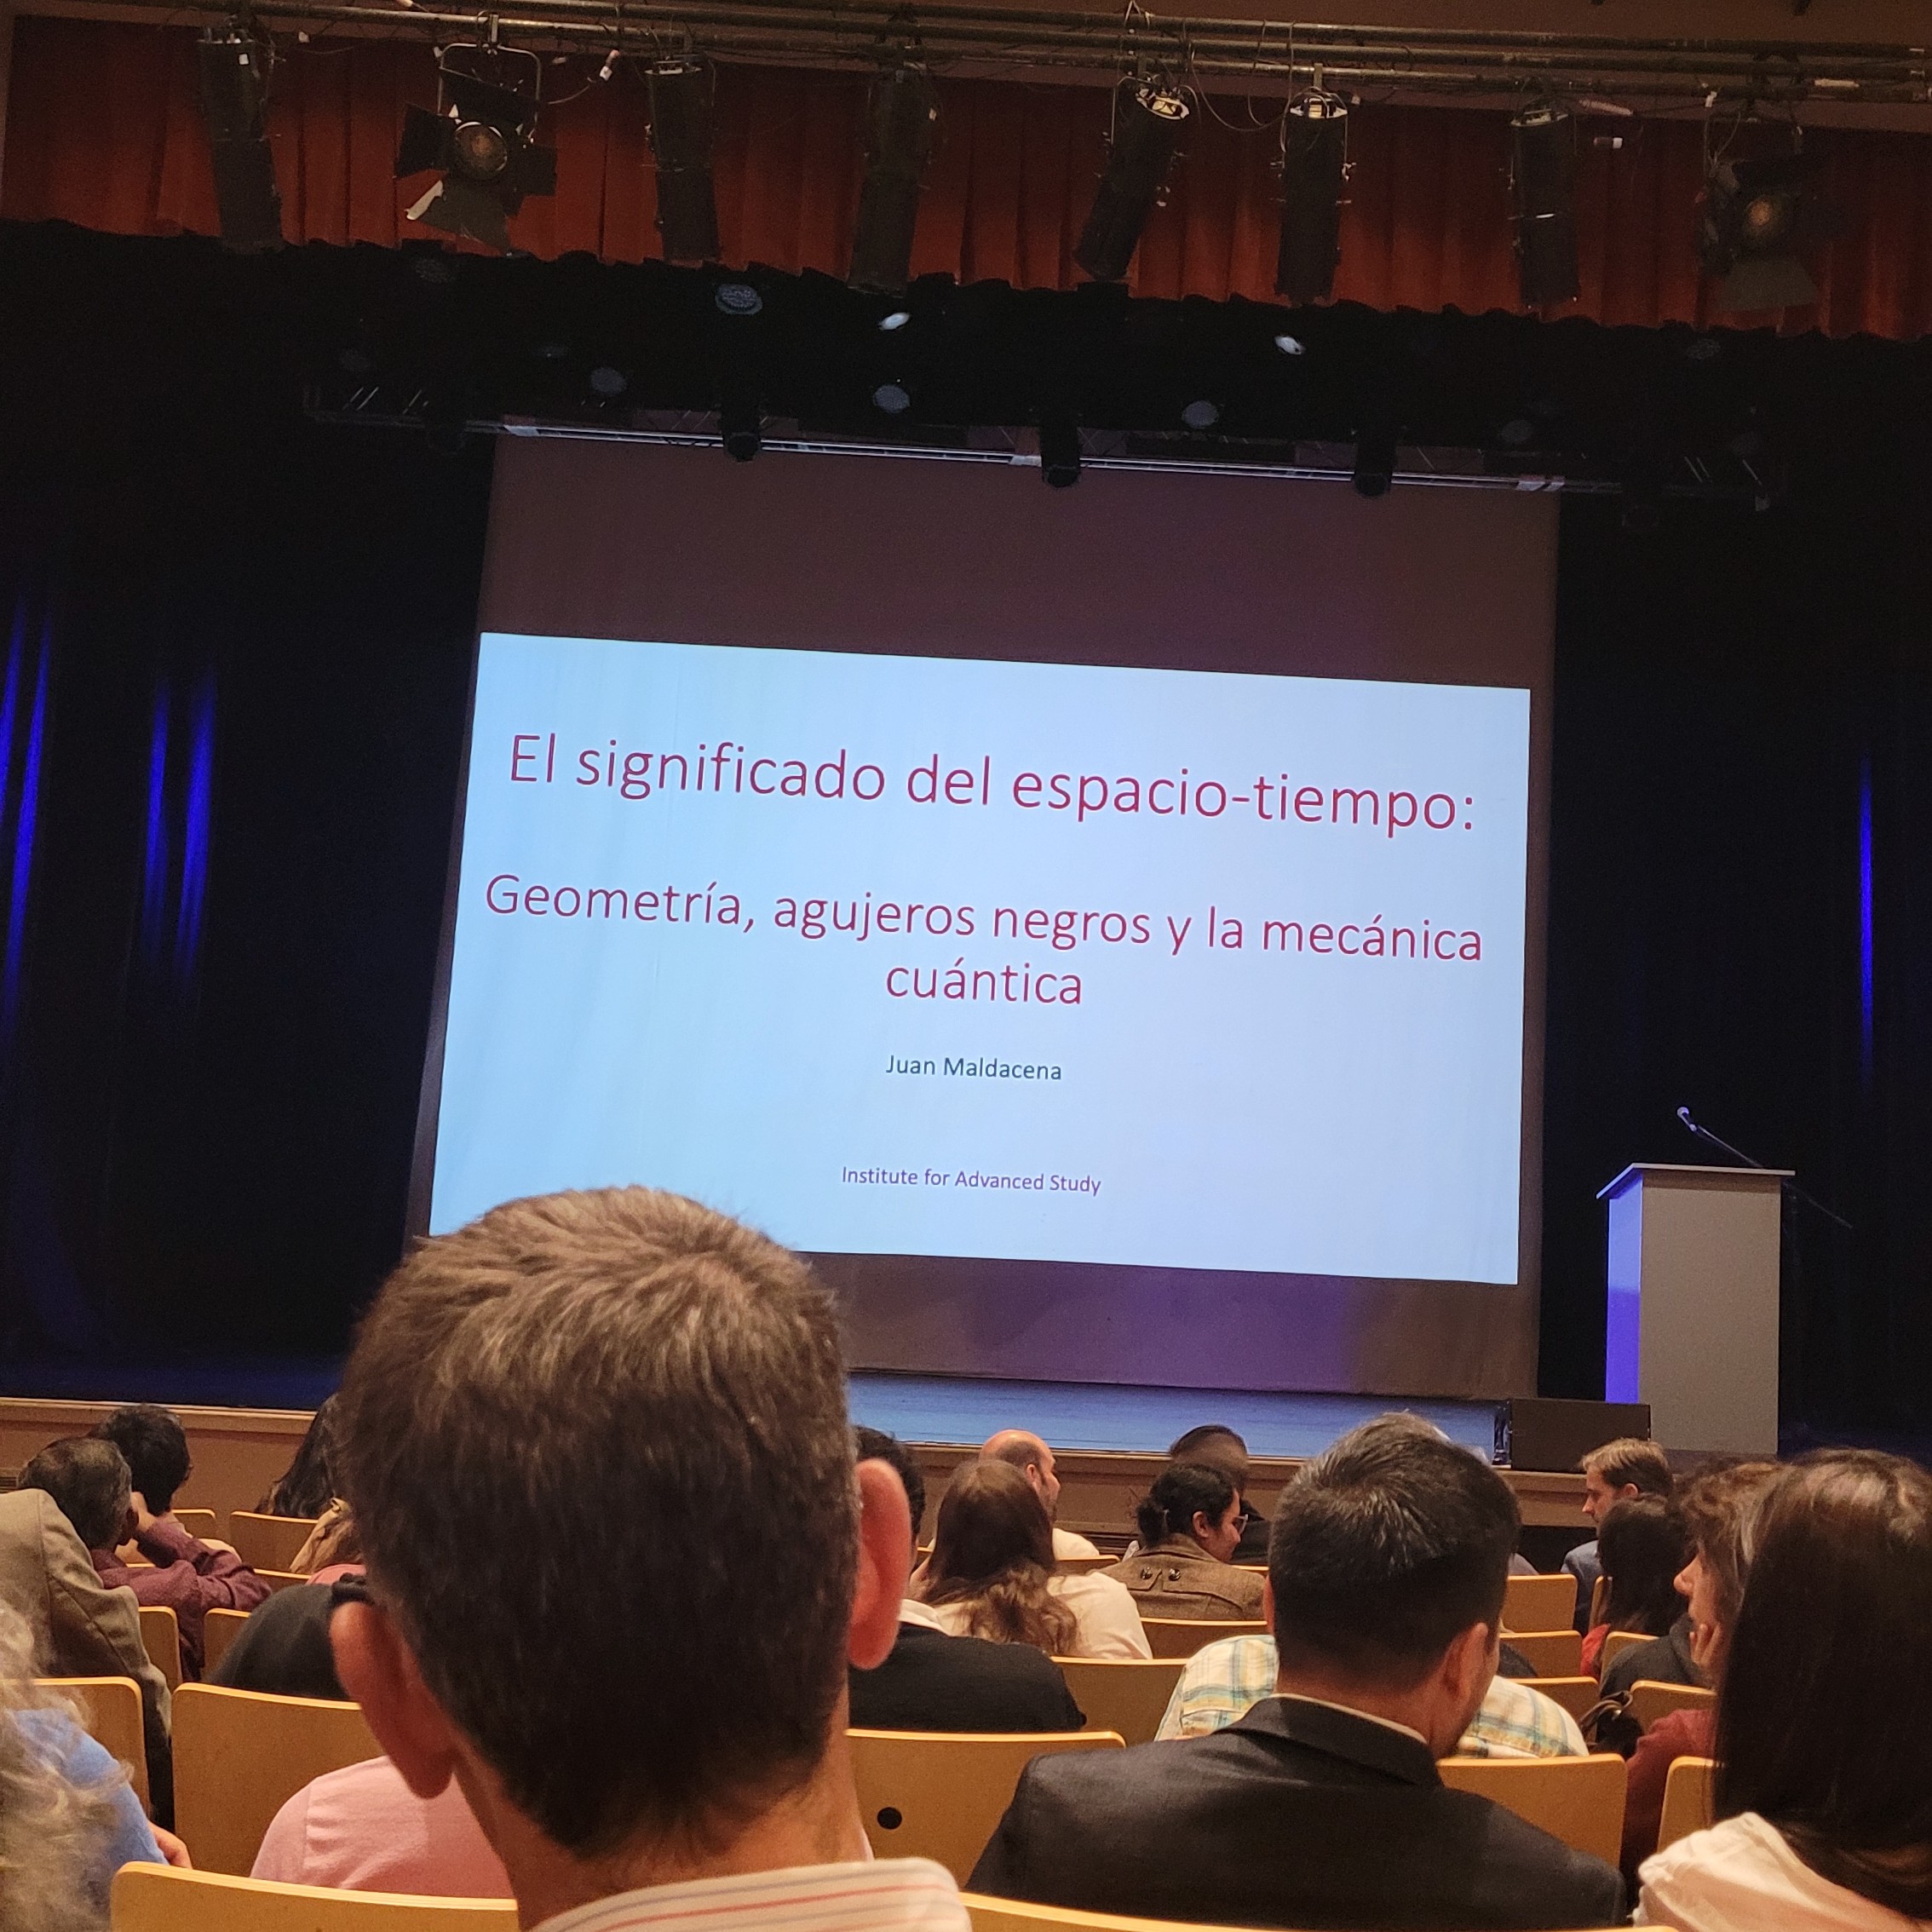 El significado del espacio-tiempo:
Geometría, agujeros negros y la mecánica
cuántica
Juan Maldacena
Institute for Advanced Study